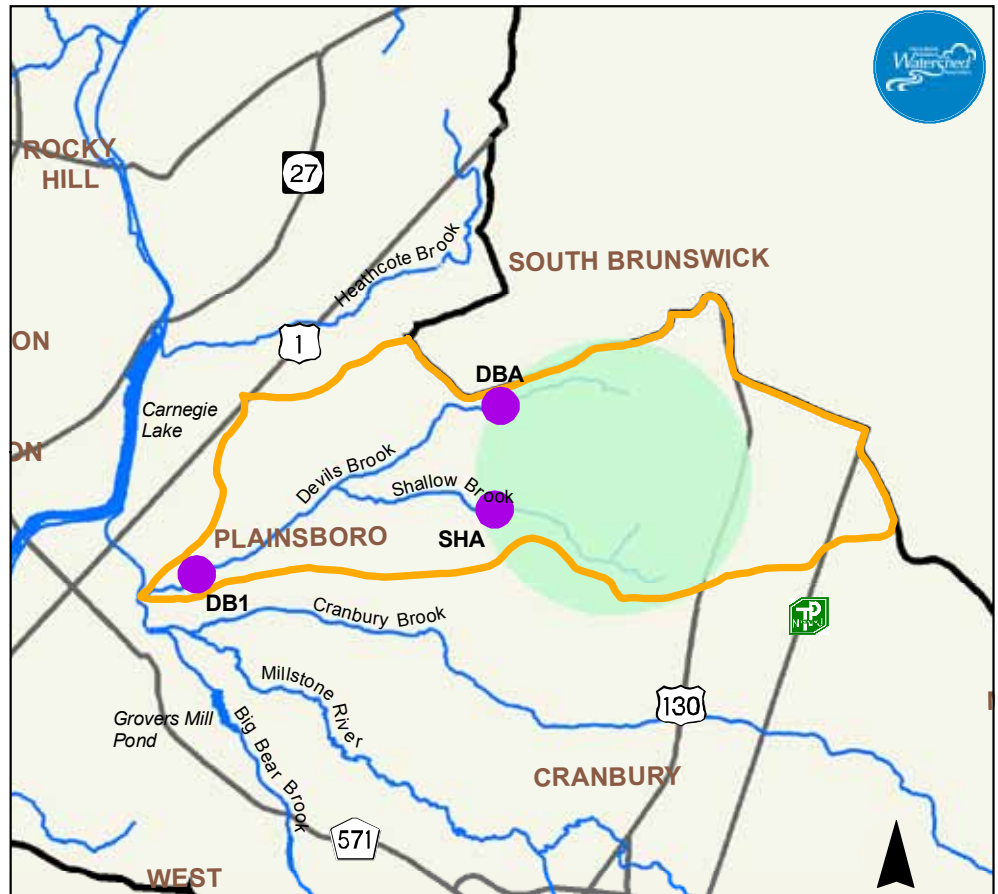 Watershed
ROCKY
HILL
27
Heathcote Brook
SOUTH BRUNSWICK
1
ON
DBA
Carnegie
Lake
ON
Devils Brook
Shallow Brook
SHA
PLAINSBORO
DB1
Cranbury Brook
TP
Millstone River
130
Grovers Mill
Pond
Big Bear Brook
CRANBURY
571
WEST